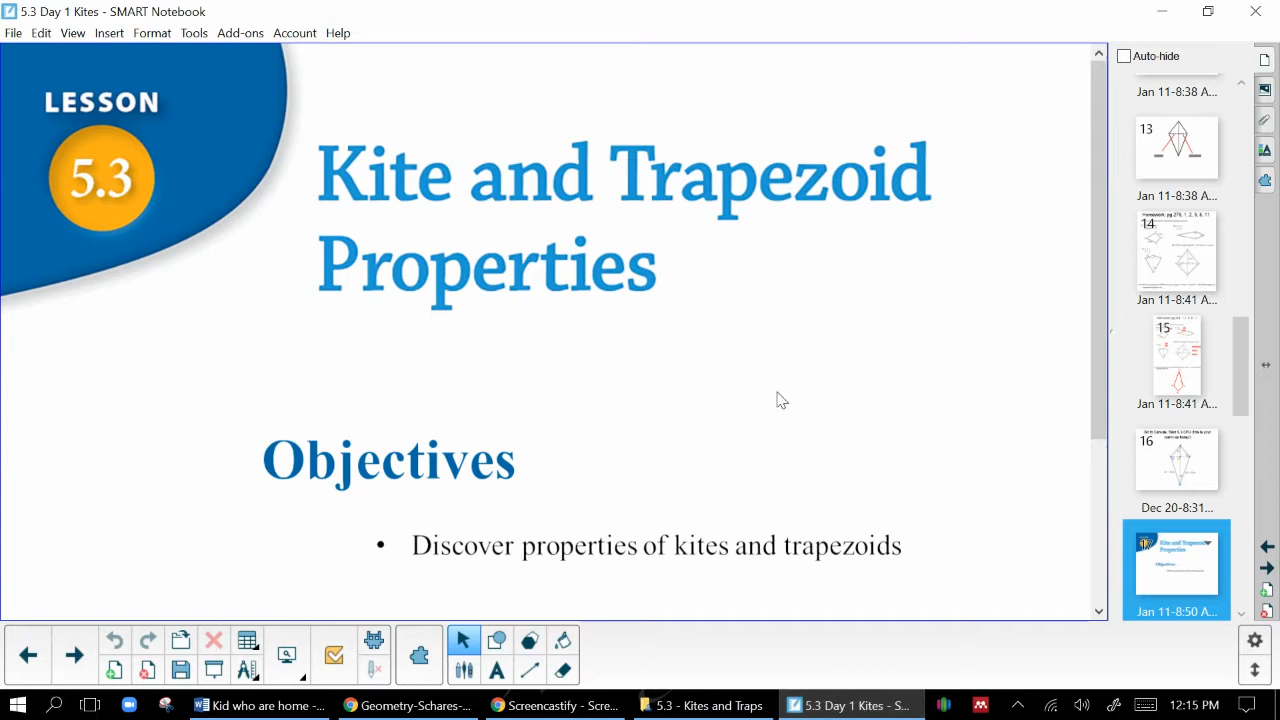 5.3 Day 1 Kites - SMART Notebook
File Edit View Insert Format Tools Add-ons Account Help
LESSON
5.3
Kite and Trapezoid
Properties
Objectives
• Discover properties of kites and trapezoids
Auto-hide
Jan 11-8:38 A...
13
Jan 11-8:38 A...
14
Jan 11-8:41 A...
15
Jan 11-8:41 A...
16
Dec 20-8:31...
17
Kite and Trapezoid
Properties
Objectives
Jan 11-8:50 A...
Kid who are home -...
Geometry-Schares-...
Screencastify - Scre...
5.3 - Kites and Traps
5.3 Day 1 Kites - S...
12:15 PM